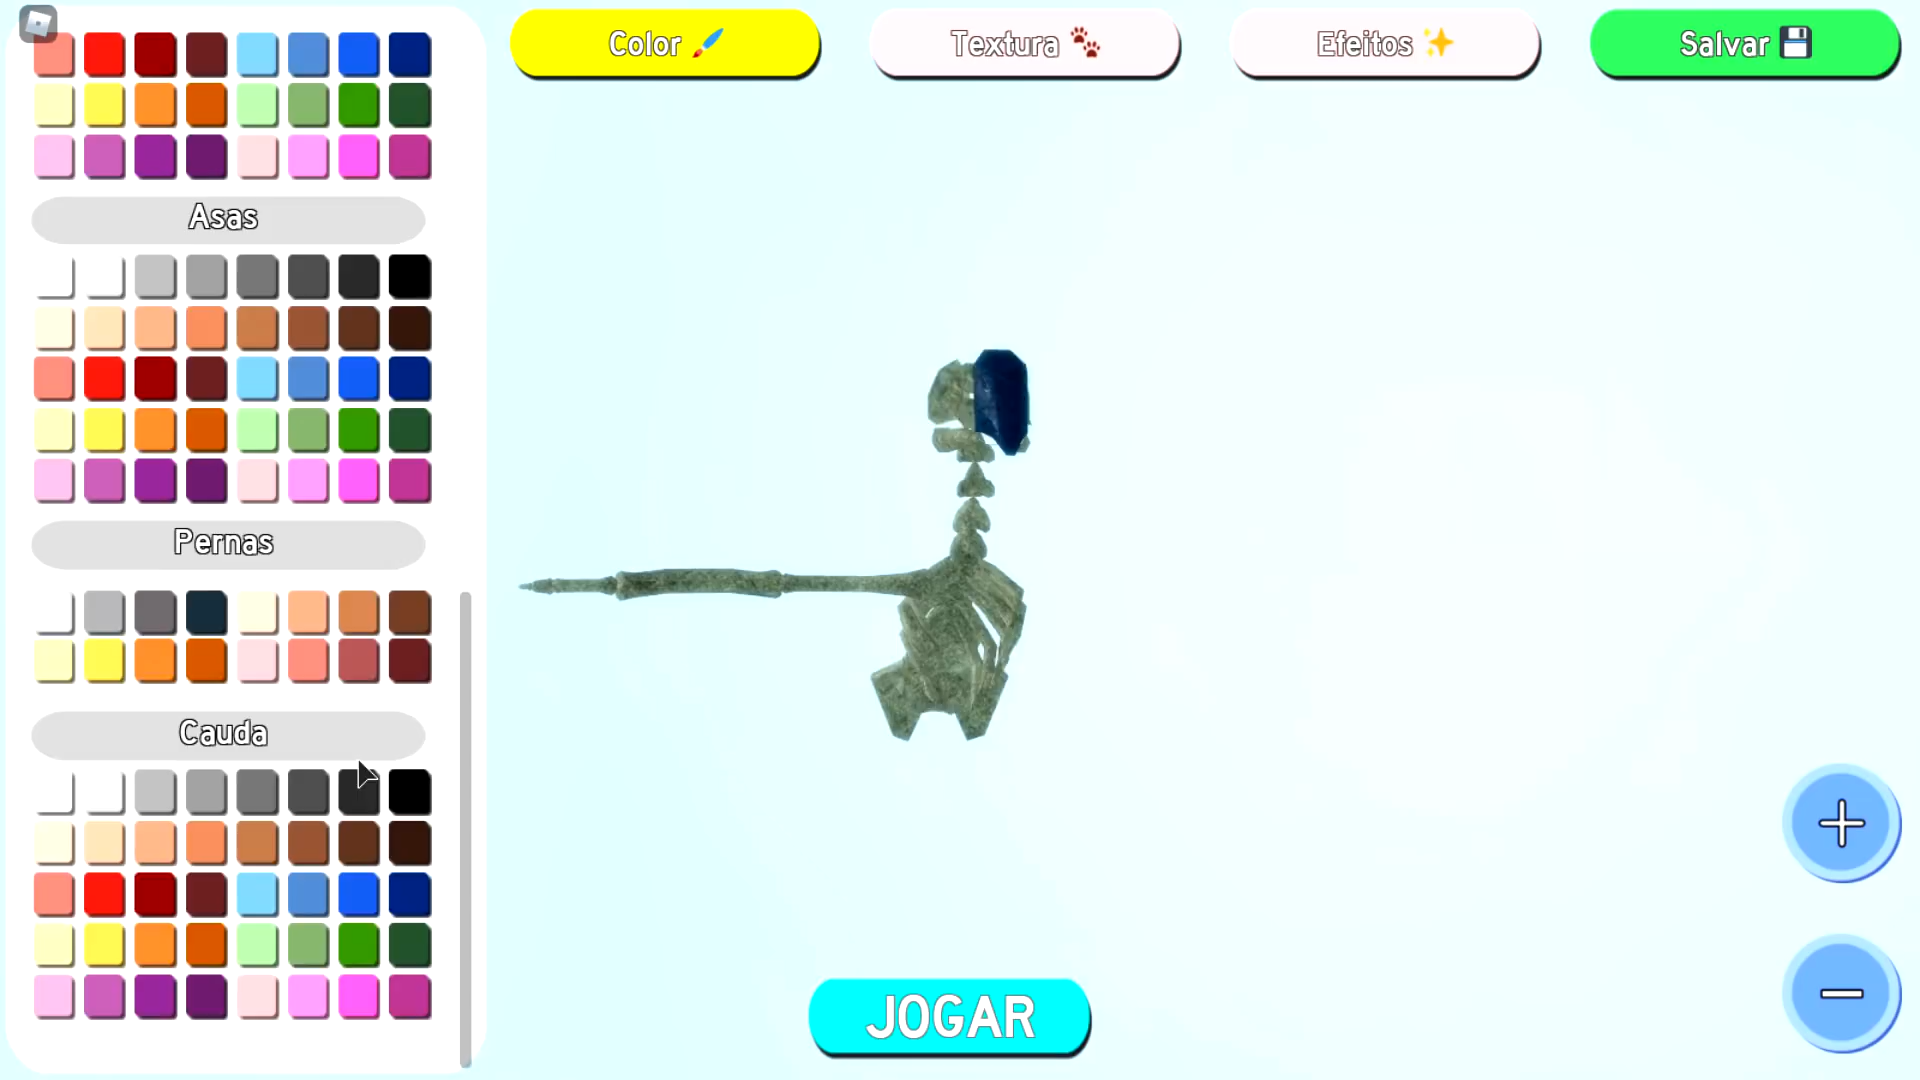 Color
Textura
Efeitos
Salvar
Asas
Pernas
Cauda
JOGAR